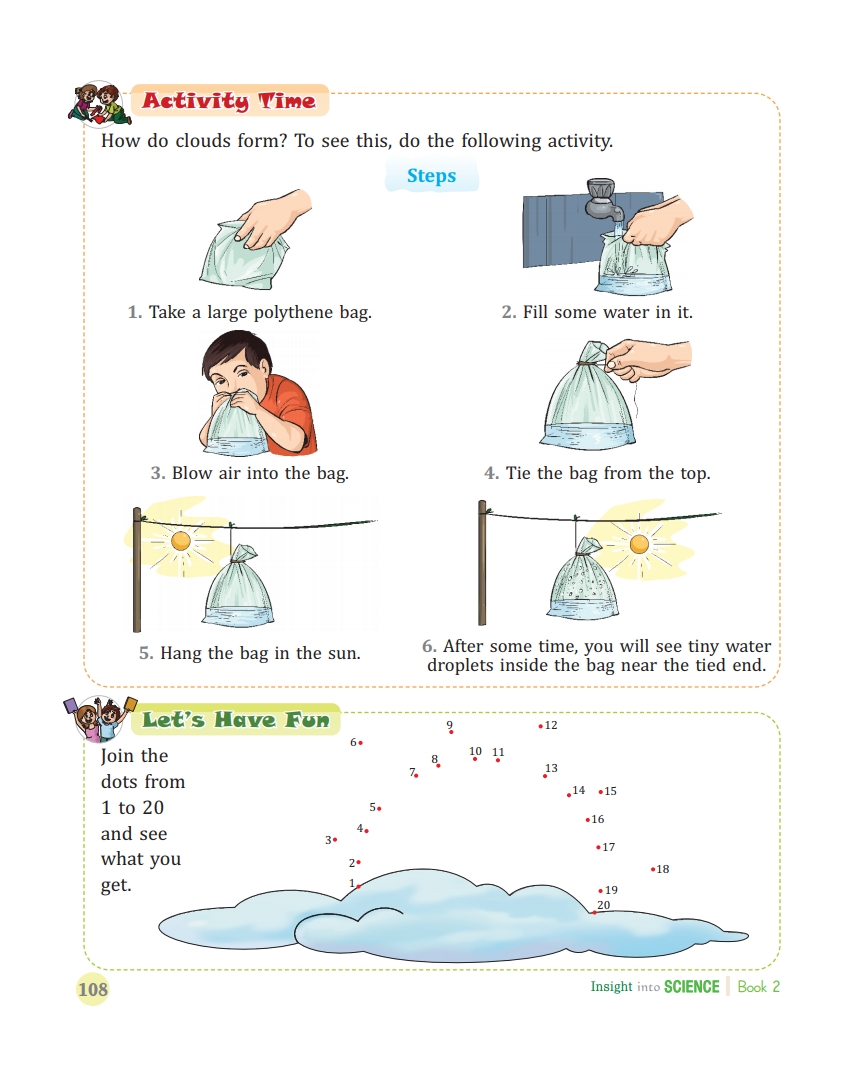 Activity Time
How do clouds form? To see this, do the following activity.
Steps
1. Take a large polythene bag.
2. Fill some water in it.
3. Blow air into the bag.
4. Tie the bag from the top.
5. Hang the bag in the sun.
6. After some time, you will see tiny water
droplets inside the bag near the tied end.
Let's Have Fun
Join the
dots from
1 to 20
and see
what you
get.
1
2
3
4
5
6
7
8
9
10
11
12
13
14
15
16
17
18
19
20
108
Insight into SCIENCE Book 2